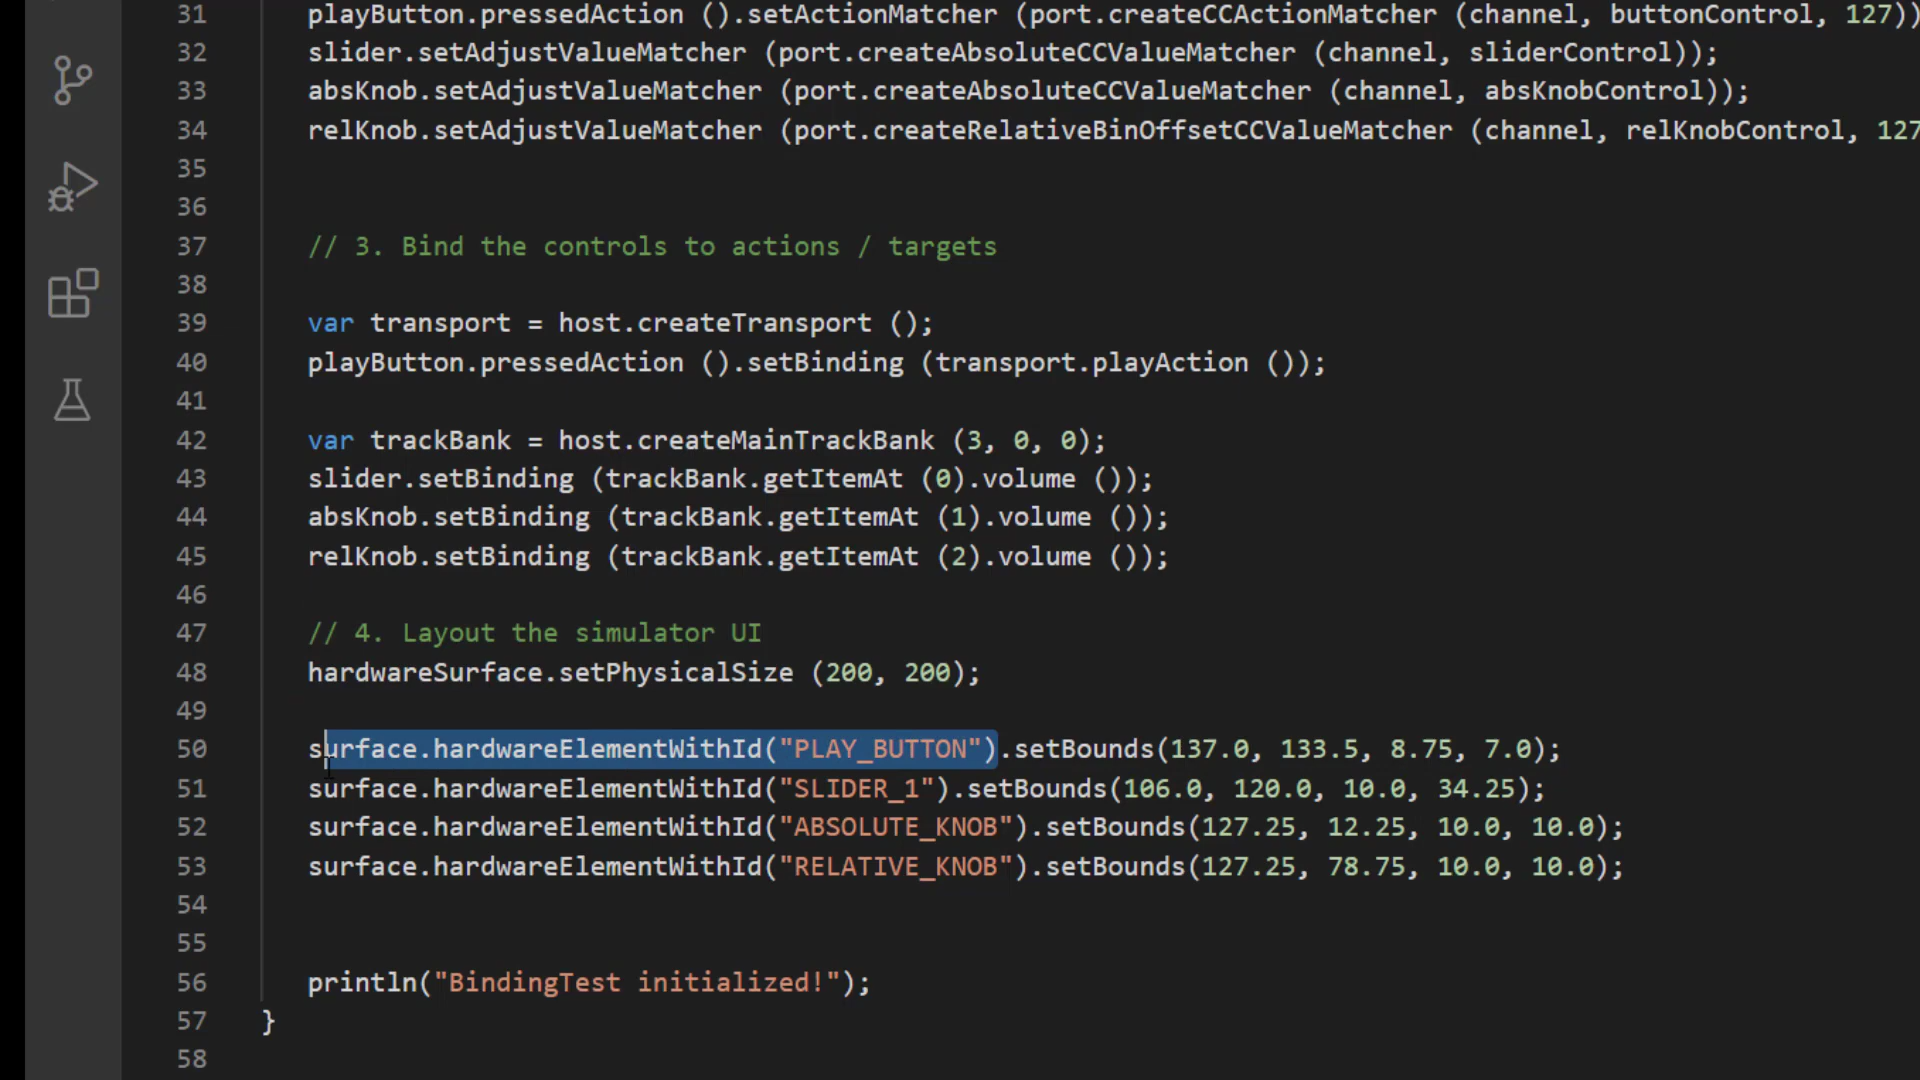 31 playButton.pressedAction ().setActionMatcher (port.createCCActionMatcher (channel, buttonControl, 127))
32 slider.setAdjustValueMatcher (port.createAbsoluteCCValueMatcher (channel, sliderControl));
33 absKnob.setAdjustValueMatcher (port.createAbsoluteCCValueMatcher (channel, absKnobControl));
34 relKnob.setAdjustValueMatcher (port.createRelativeBinOffsetCCValueMatcher (channel, relKnobControl, 127
35
36
37 // 3. Bind the controls to actions / targets
38
39 var transport = host.createTransport ();
40 playButton.pressedAction ().setBinding (transport.playAction ());
41
42 var trackBank = host.createMainTrackBank (3, 0, 0);
43 slider.setBinding (trackBank.getItemAt (0).volume ());
44 absKnob.setBinding (trackBank.getItemAt (1).volume ());
45 relKnob.setBinding (trackBank.getItemAt (2).volume ());
46
47 // 4. Layout the simulator UI
48 hardwareSurface.setPhysicalSize (200, 200);
49
50 surface.hardwareElementWithId("PLAY_BUTTON").setBounds(137.0, 133.5, 8.75, 7.0);
51 surface.hardwareElementWithId("SLIDER_1").setBounds(106.0, 120.0, 10.0, 34.25);
52 surface.hardwareElementWithId("ABSOLUTE_KNOB").setBounds(127.25, 12.25, 10.0, 10.0);
53 surface.hardwareElementWithId("RELATIVE_KNOB").setBounds(127.25, 78.75, 10.0, 10.0);
54
55
56 println("BindingTest initialized!");
57 }
58